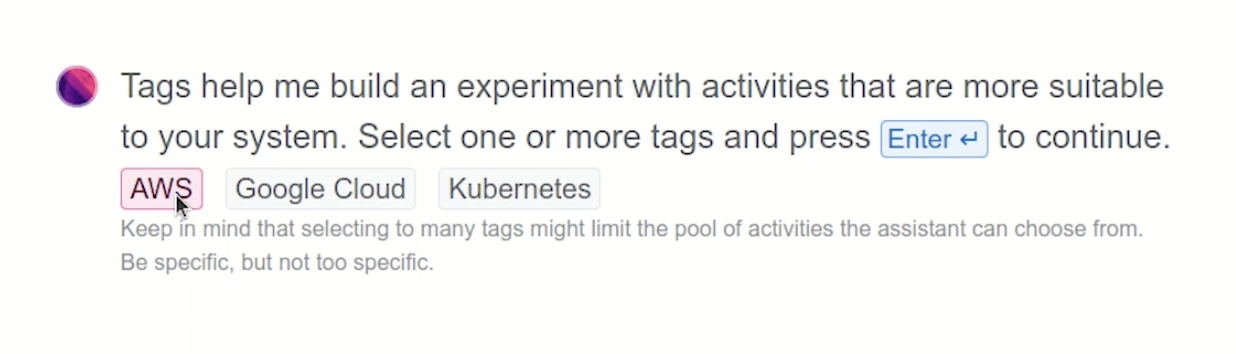 Tags help me build an experiment with activities that are more suitable
to your system. Select one or more tags and press Enter ↵ to continue.
AWS Google Cloud Kubernetes
Keep in mind that selecting to many tags might limit the pool of activities the assistant can choose from.
Be specific, but not too specific.